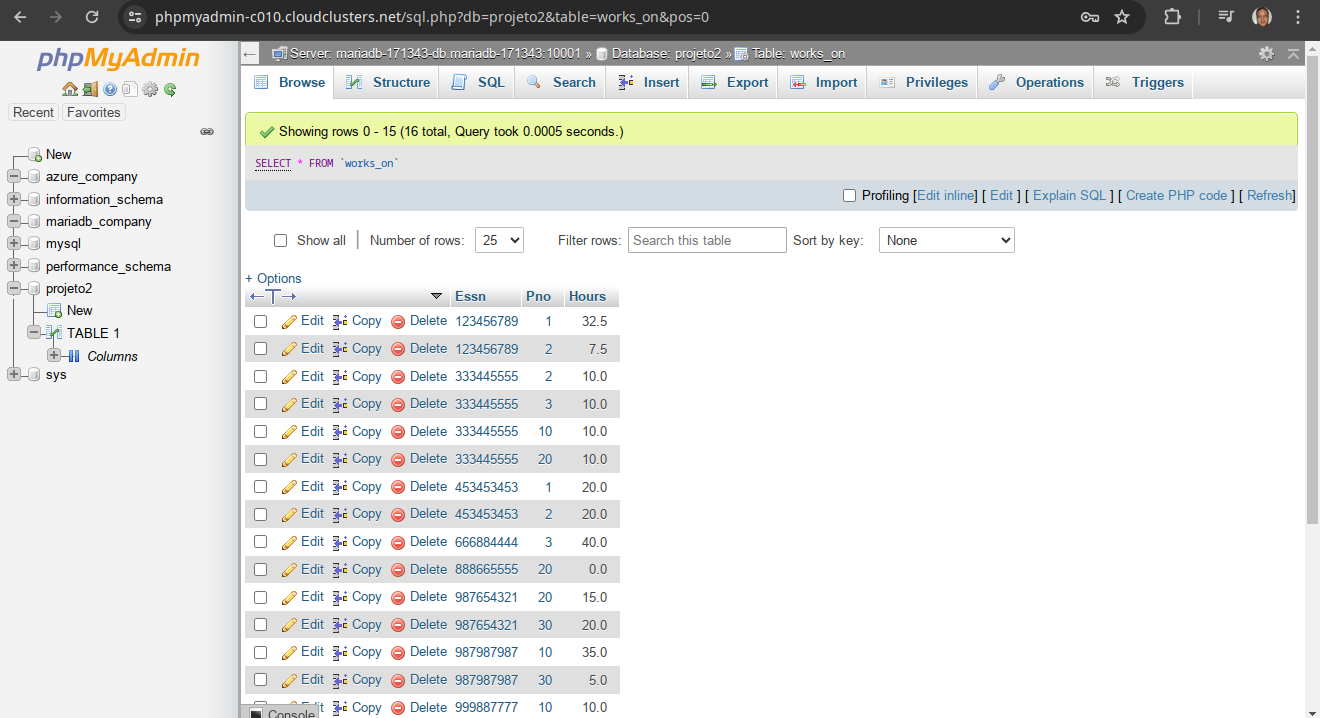 phpmyadmin-c010.cloudclusters.net/sql.php?db=projeto2&table=works_on&pos=0
phpMyAdmin
Recent Favorites
New
azure_company
information_schema
mariadb_company
mysql
performance_schema
projeto2
New
TABLE 1
Columns
sys
Server: mariadb-171343-db.mariadb-171343:10001 » Database: projeto2 » Table: works_on
Browse Structure SQL Search Insert Export Import Privileges Operations Triggers
Showing rows 0 - 15 (16 total, Query took 0.0005 seconds.)
SELECT * FROM `works_on`
Profiling [Edit inline] [ Edit ] [ Explain SQL ] [ Create PHP code ] [ Refresh]
Show all | Number of rows: 25 Filter rows: Search this table Sort by key: None
+ Options
←T→ Essn Pno Hours
Edit Copy Delete 123456789 1 32.5
Edit Copy Delete 123456789 2 7.5
Edit Copy Delete 333445555 2 10.0
Edit Copy Delete 333445555 3 10.0
Edit Copy Delete 333445555 10 10.0
Edit Copy Delete 333445555 20 10.0
Edit Copy Delete 453453453 1 20.0
Edit Copy Delete 453453453 2 20.0
Edit Copy Delete 666884444 3 40.0
Edit Copy Delete 888665555 20 0.0
Edit Copy Delete 987654321 20 15.0
Edit Copy Delete 987654321 30 20.0
Edit Copy Delete 987987987 10 35.0
Edit Copy Delete 987987987 30 5.0
Edit Copy Delete 999887777 10 10.0
Console